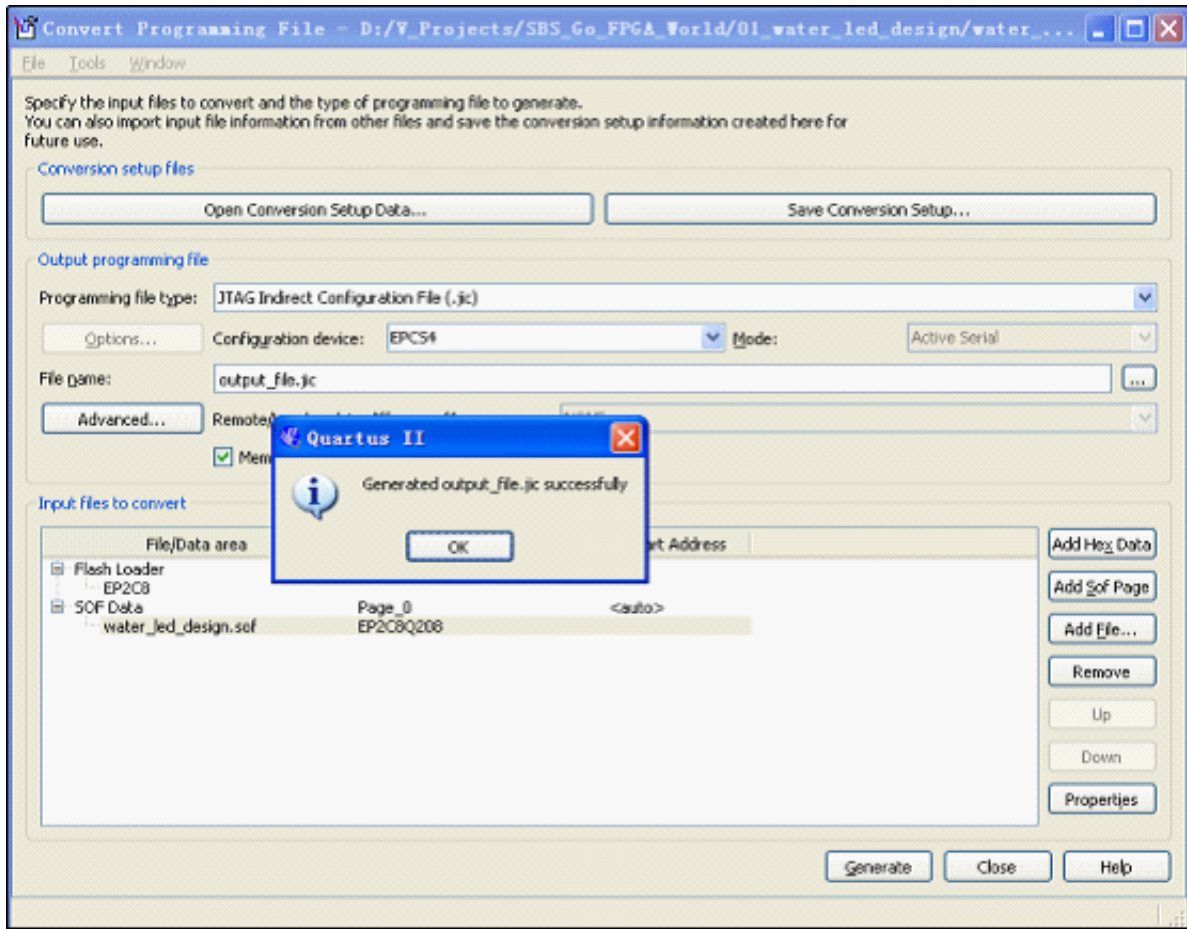 Convert Programming File - D:/V_Projects/SBS_Go_FPGA_World/01_water_led_design/water_...
File Tools Window
Specify the input files to convert and the type of programming file to generate.
You can also import input file information from other files and save the conversion setup information created here for
future use.
Conversion setup files
Open Conversion Setup Data...
Save Conversion Setup...
Output programming file
Programming file type: JTAG Indirect Configuration File (.jic)
Options... Configuration device: EPCS4 Mode: Active Serial
File name: output_file.jic ...
Advanced...
Quartus II
Generated output_file.jic successfully
OK
Input files to convert
File/Data area
Address
Flash Loader
EP2C8
SOF Data Page_0 <auto>
water_led_design.sof EP2C8Q208
Add Hex Data
Add Sof Page
Add File...
Remove
Up
Down
Properties
Generate Close Help